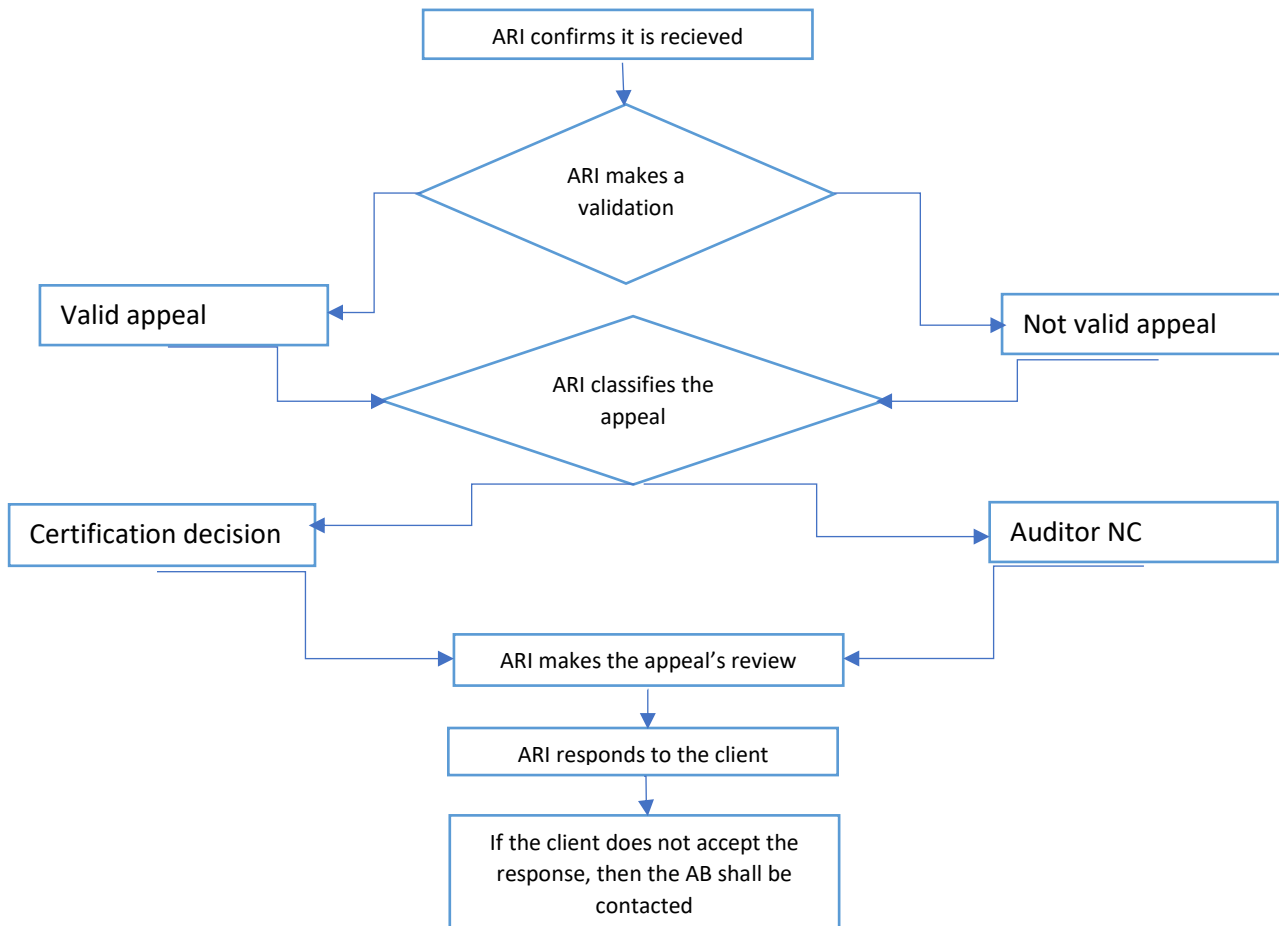 ARI confirms it is recieved
ARI makes a
validation
Valid appeal
Not valid appeal
ARI classifies the
appeal
Certification decision
Auditor NC
ARI makes the appeal’s review
ARI responds to the client
If the client does not accept the
response, then the AB shall be
contacted